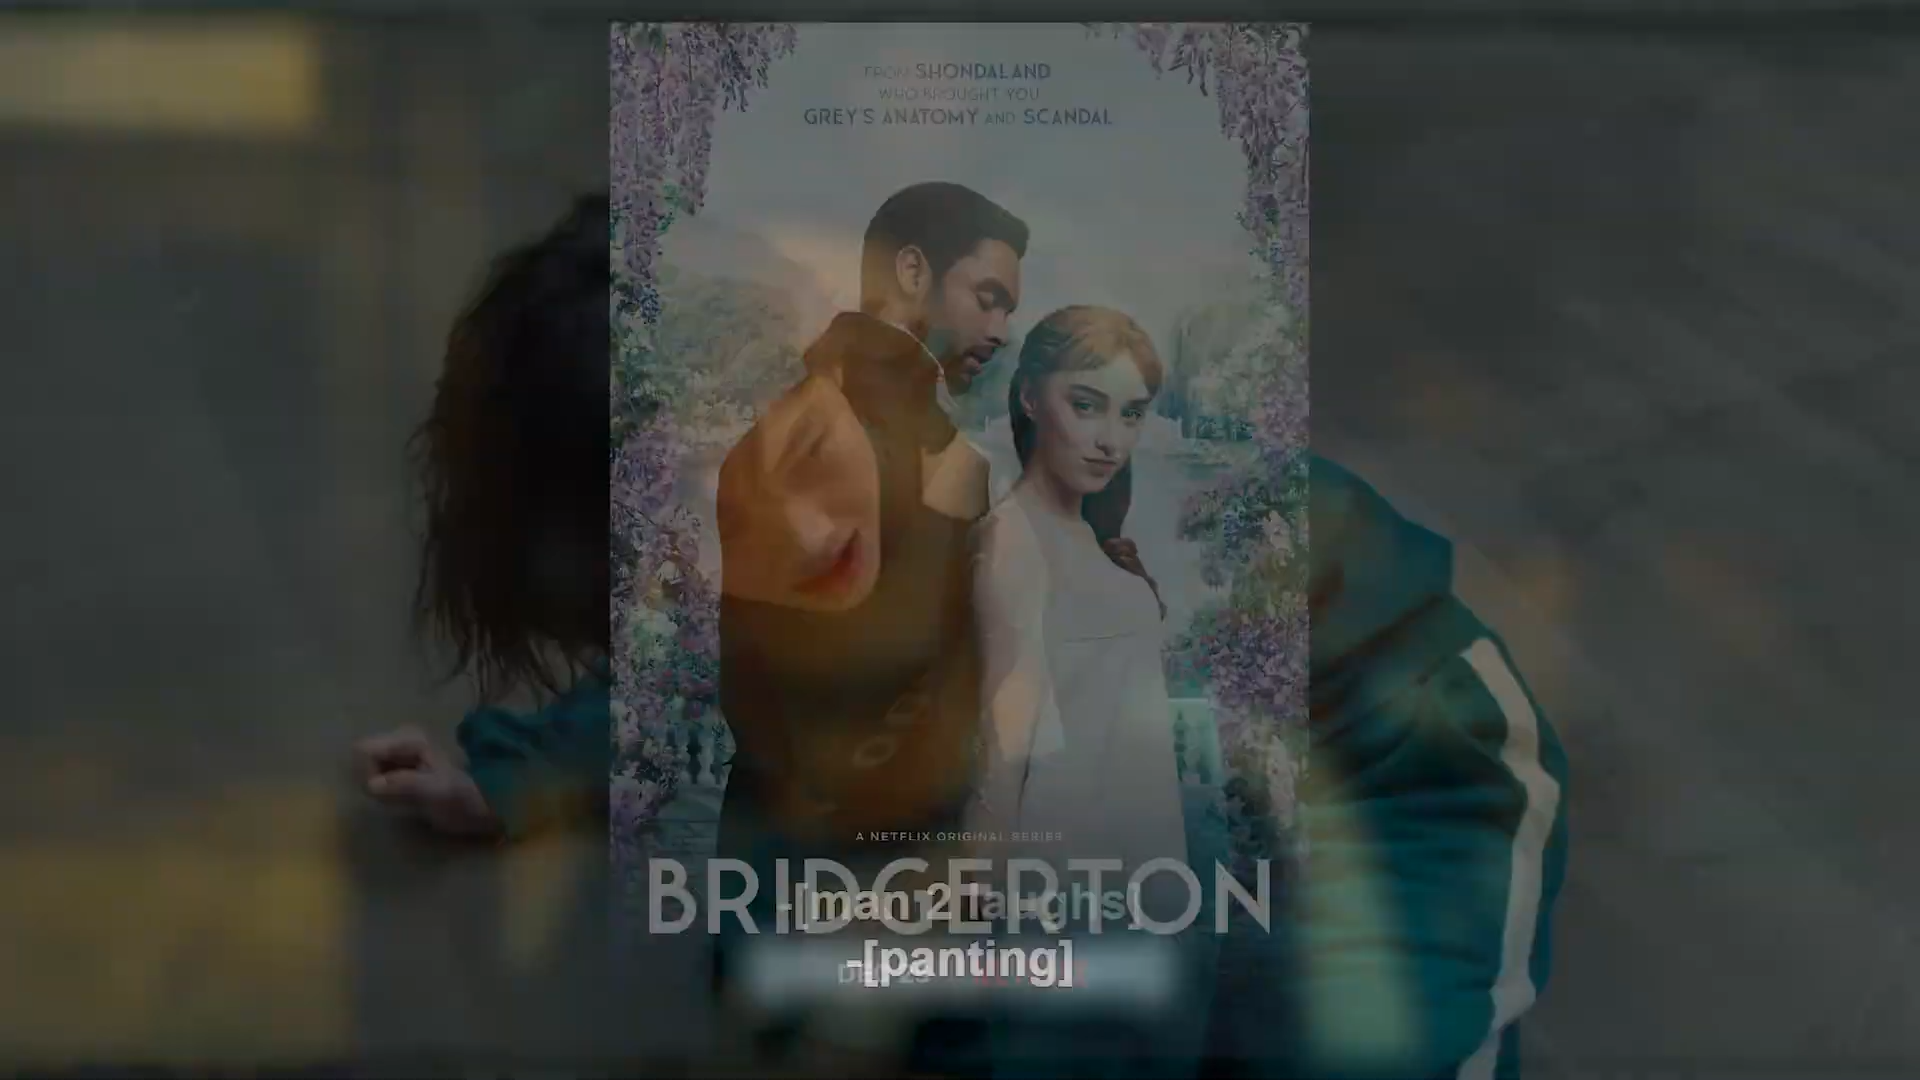 FROM SHONDALAND
WHO BROUGHT YOU
GREY'S ANATOMY AND SCANDAL
A NETFLIX ORIGINAL SERIES
BRIDGERTON
-[man 2 laughs]
-[panting]